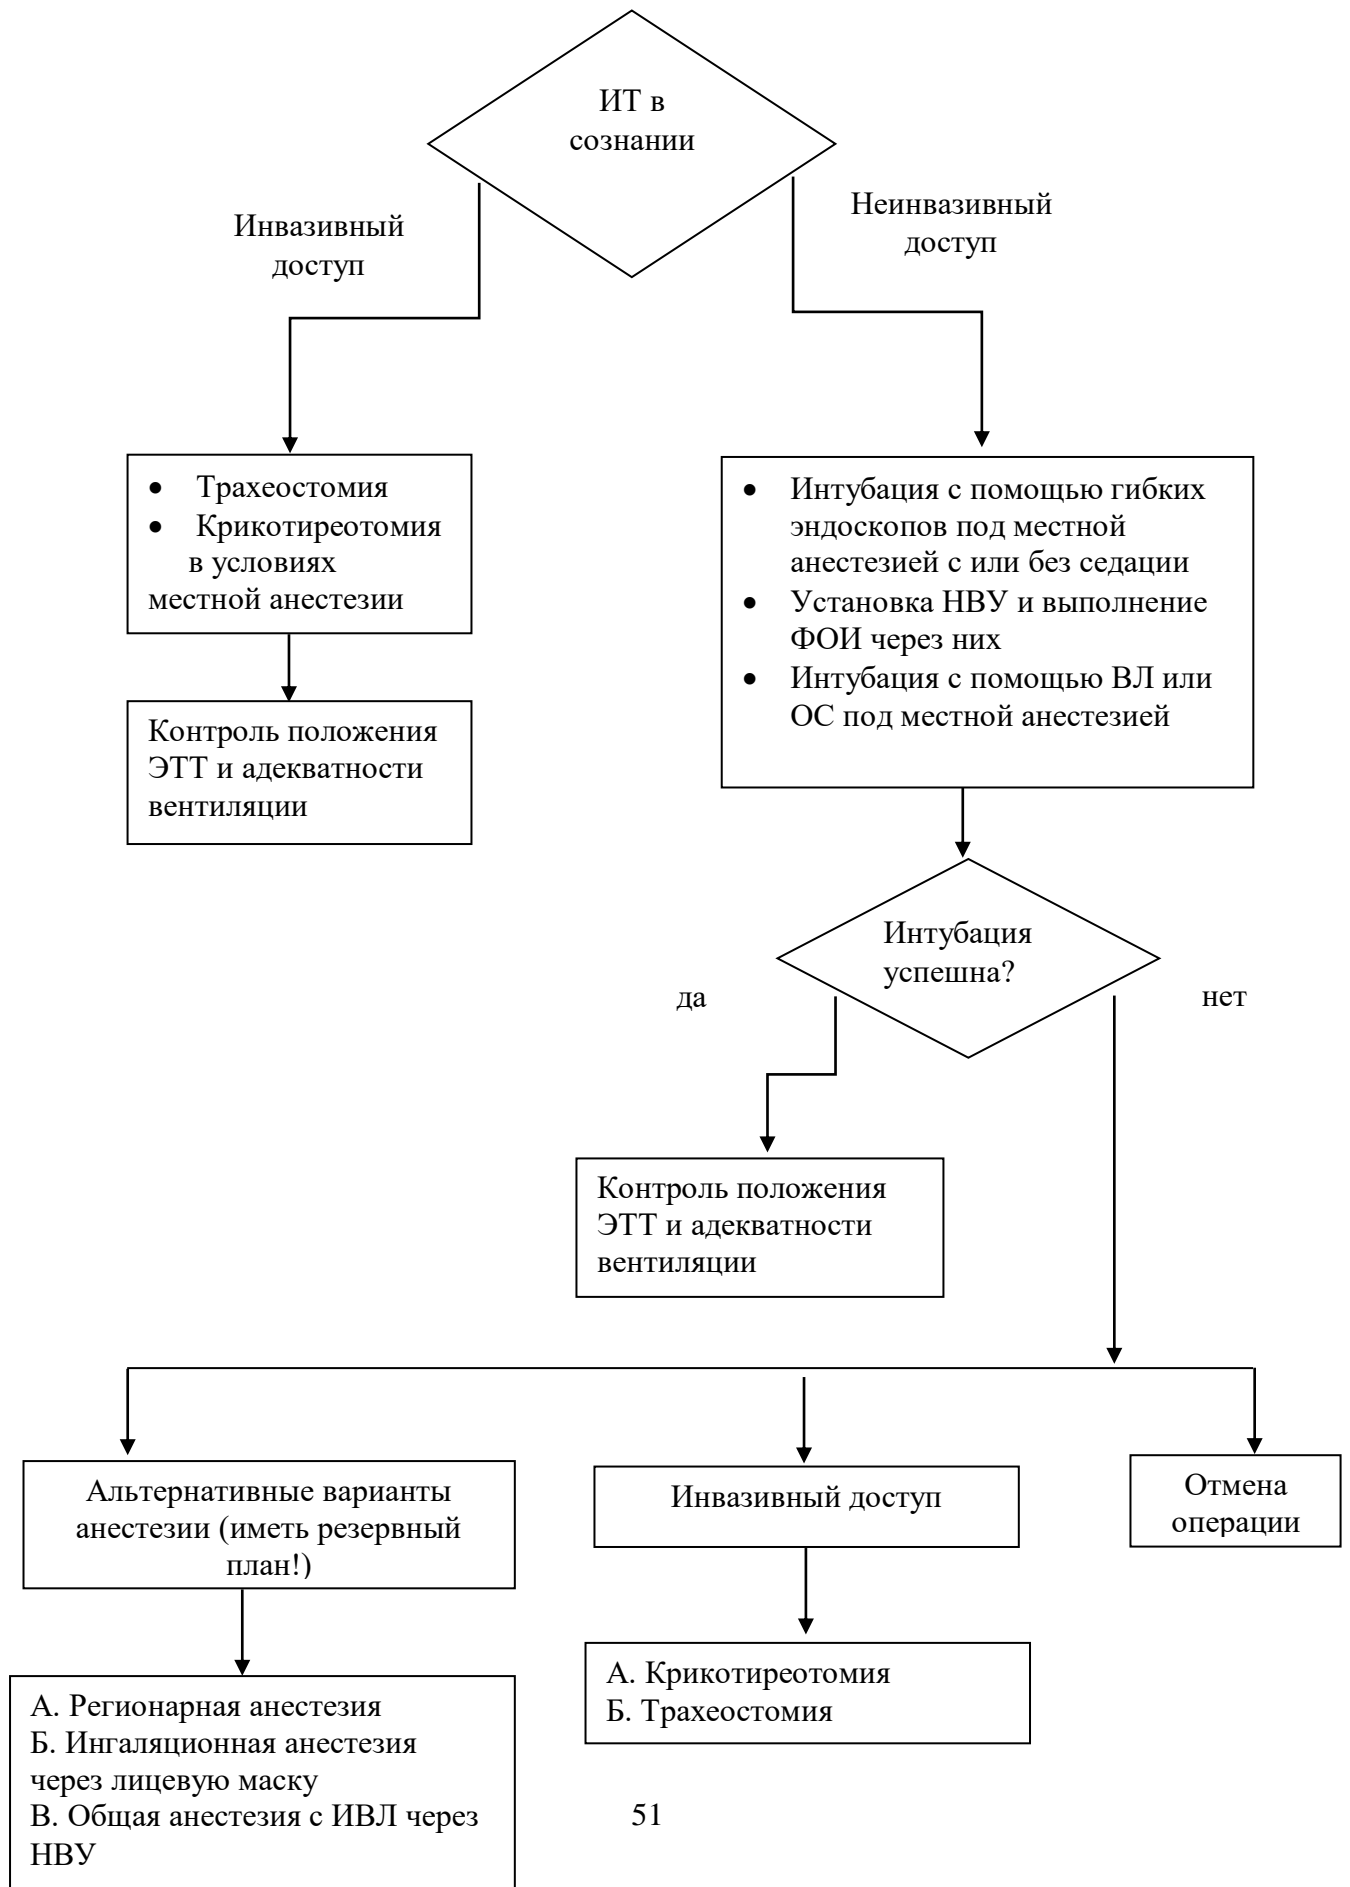 ИТ в
сознании
Инвазивный
доступ
Неинвазивный
доступ
• Трахеостомия
• Крикотиреотомия
в условиях
местной анестезии
• Интубация с помощью гибких
эндоскопов под местной
анестезией с или без седации
• Установка НВУ и выполнение
ФОИ через них
• Интубация с помощью ВЛ или
ОС под местной анестезией
Контроль положения
ЭТТ и адекватности
вентиляции
Интубация
успешна?
да
нет
Контроль положения
ЭТТ и адекватности
вентиляции
Альтернативные варианты
анестезии (иметь резервный
план!)
Инвазивный доступ
Отмена
операции
А. Регионарная анестезия
Б. Ингаляционная анестезия
через лицевую маску
В. Общая анестезия с ИВЛ через
НВУ
А. Крикотиреотомия
Б. Трахеостомия
51